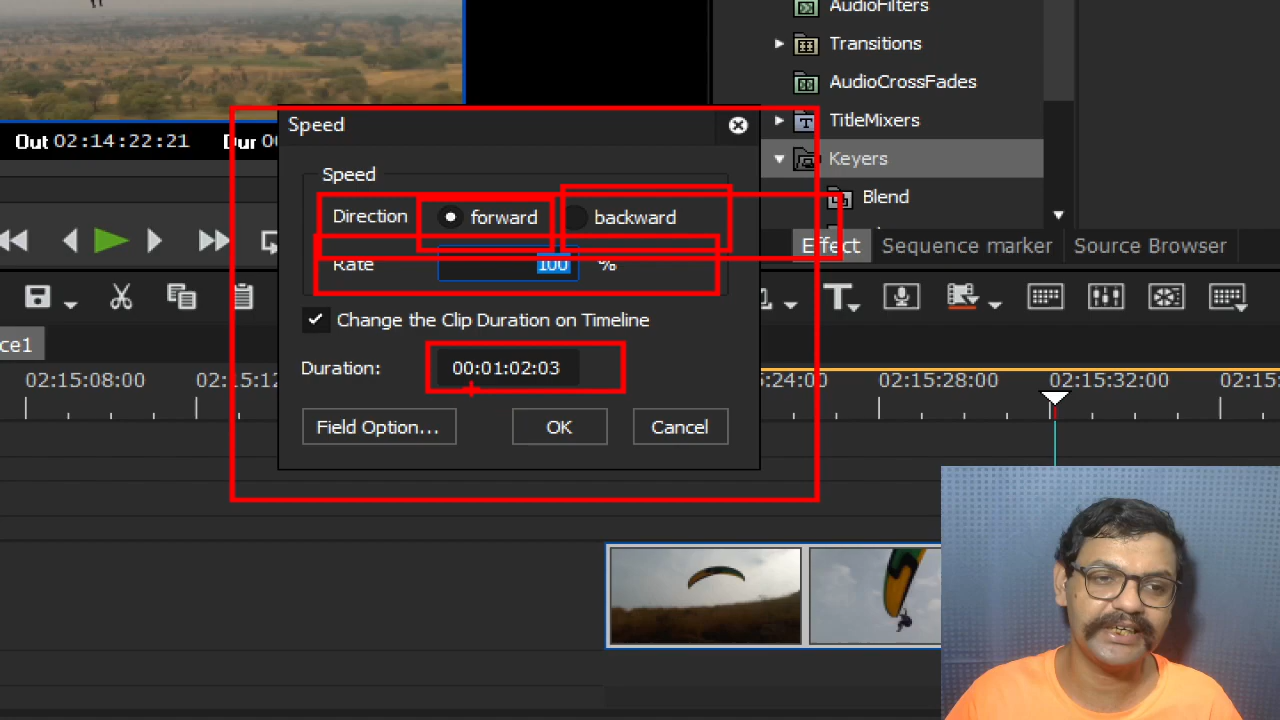 AudioFilters
Transitions
AudioCrossFades
TitleMixers
Keyers
Blend
Effect Sequence marker Source Browser
Out 02:14:22:21 Dur 0
Speed
Speed
Direction forward backward
Rate 100 %
Change the Clip Duration on Timeline
Duration: 00:01:02:03
Field Option... OK Cancel
ce1
02:15:08:00 02:15:12 5:24:00 02:15:28:00 02:15:32:00 02:15: